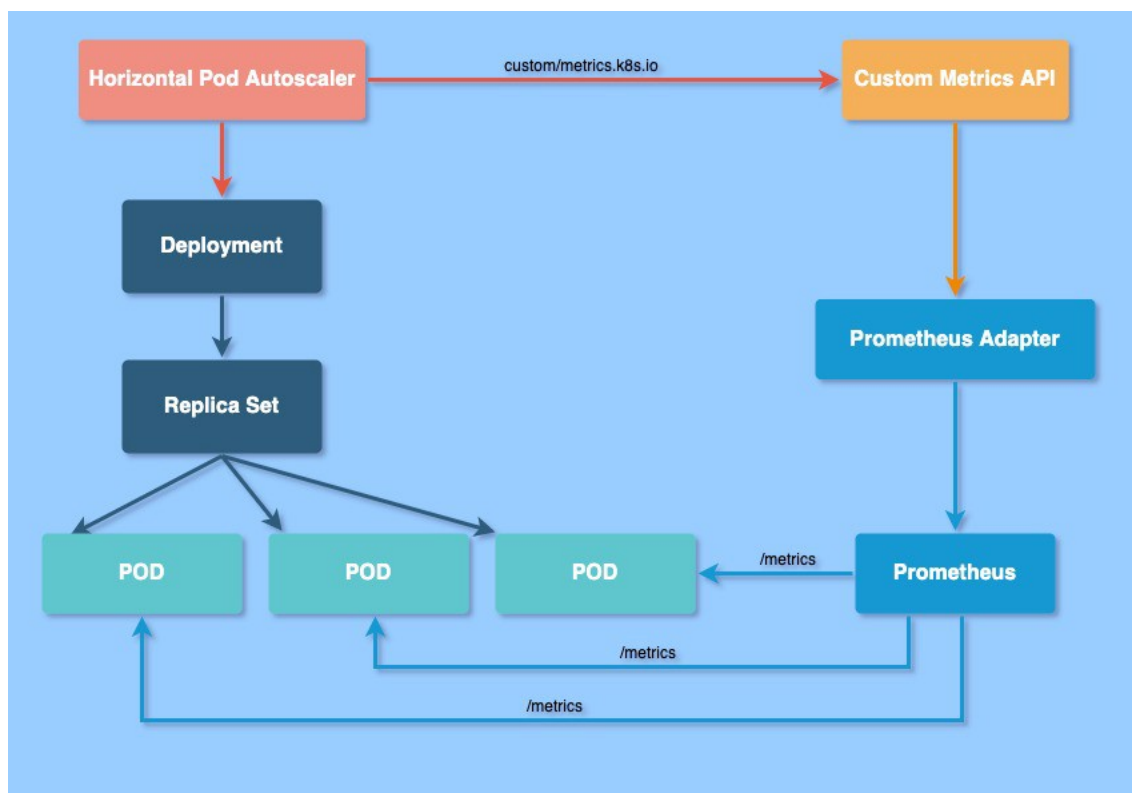 Horizontal Pod Autoscaler
custom/metrics.k8s.io
Custom Metrics API
Deployment
Prometheus Adapter
Replica Set
POD
POD
POD
/metrics
Prometheus
/metrics
/metrics